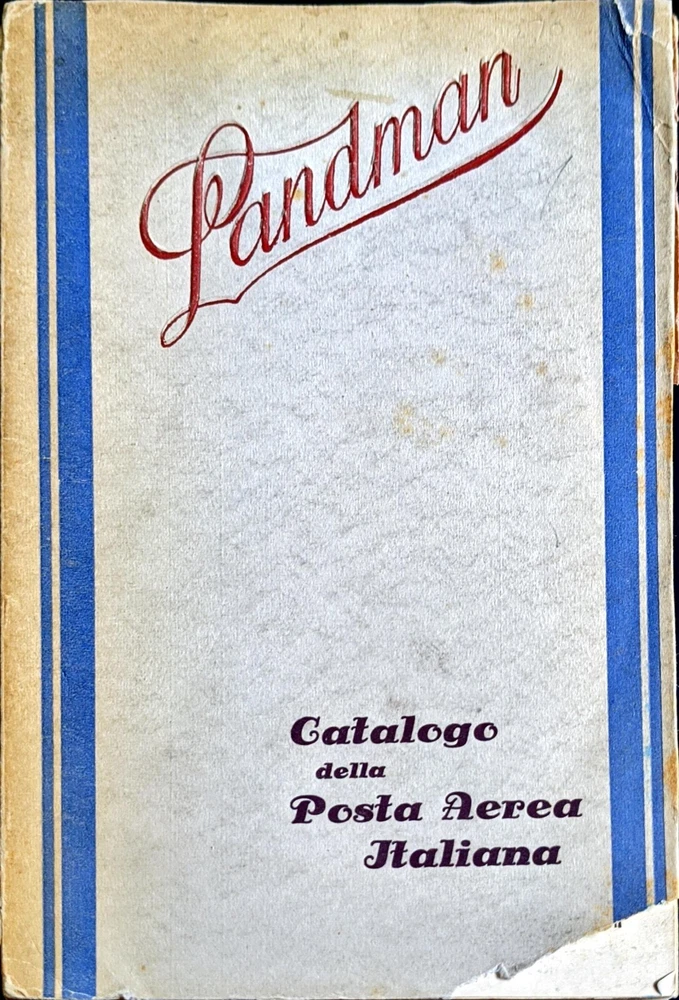 Landman
Catalogo
della
Posta Aerea
Italiana